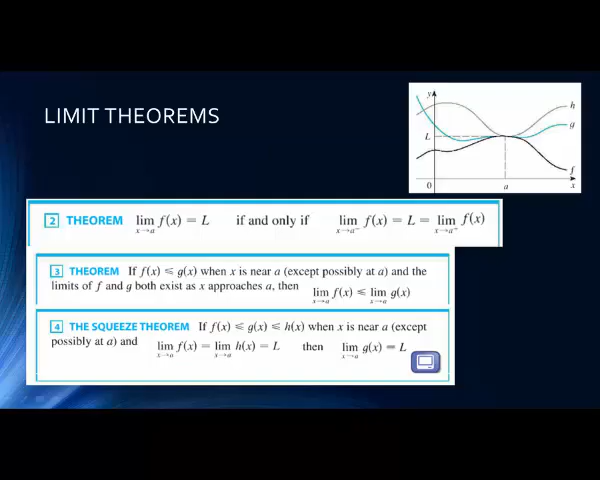 LIMIT THEOREMS
y
h
g
L
f
0
a
x
2 THEOREM lim f(x) = L if and only if lim f(x) = L = lim f(x)
x→a x→a⁻ x→a⁺
3 THEOREM If f(x) ⩽ g(x) when x is near a (except possibly at a) and the
limits of f and g both exist as x approaches a, then lim f(x) ⩽ lim g(x)
x→a x→a
4 THE SQUEEZE THEOREM If f(x) ⩽ g(x) ⩽ h(x) when x is near a (except
possibly at a) and lim f(x) = lim h(x) = L then lim g(x) = L
x→a x→a x→a